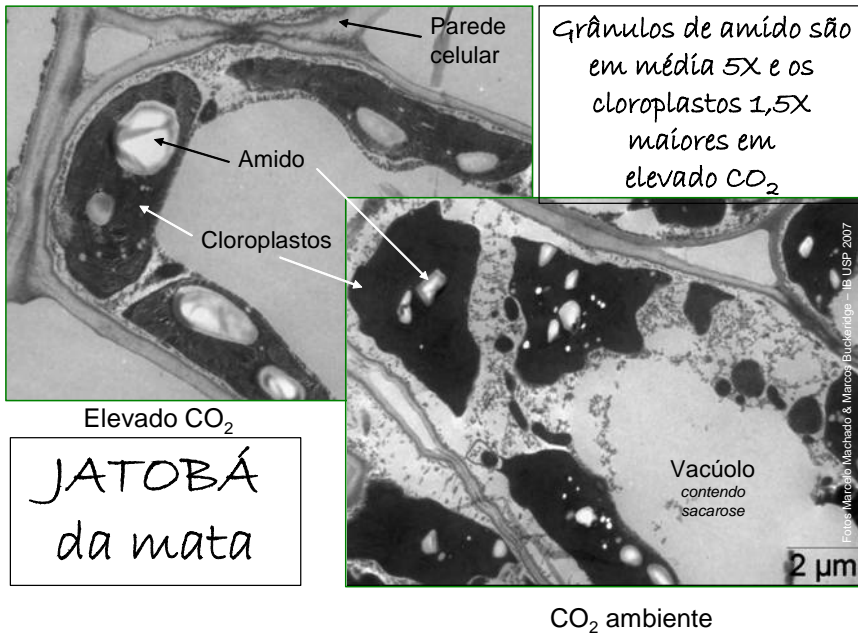 Parede
celular
Grânulos de amido são
em média 5X e os
cloroplastos 1,5X
maiores em
elevado CO₂
Amido
Cloroplastos
Elevado CO₂
JATOBÁ
da mata
Vacúolo
contendo
sacarose
Fotos Marcelo Machado & Marcos Buckeridge – IB USP 2007
2 µm
CO₂ ambiente